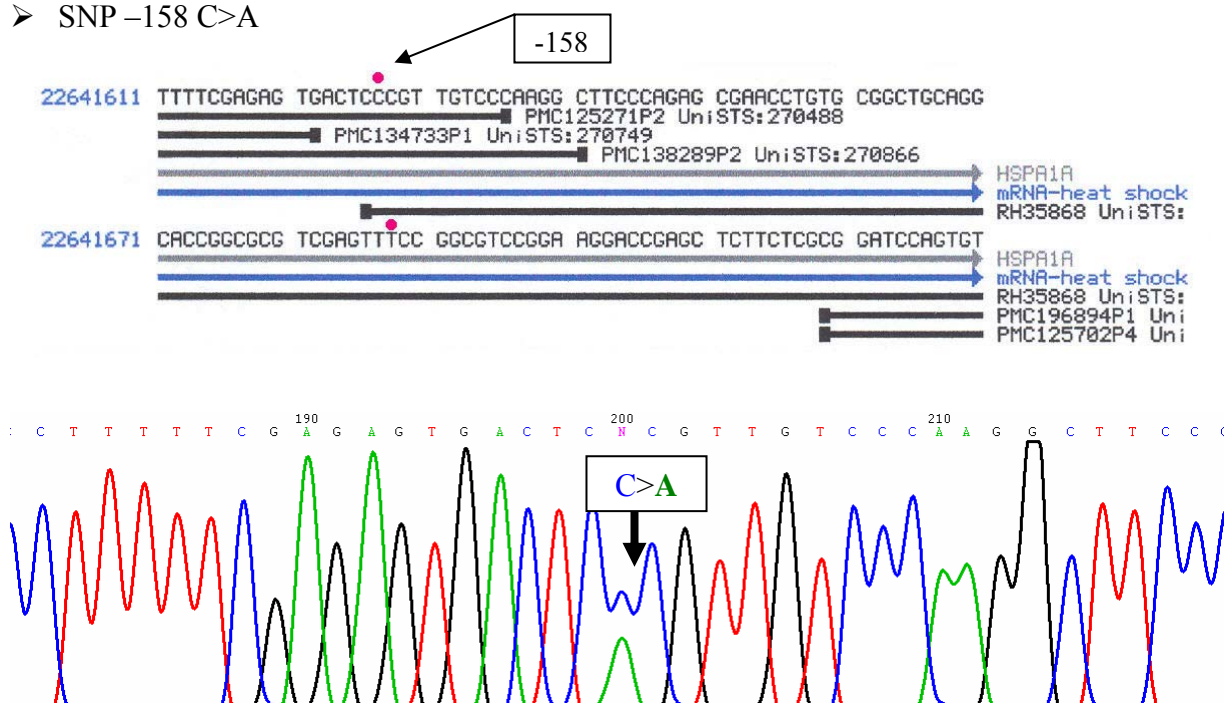 ➢ SNP –158 C>A
-158
22641611 TTTTCGAGAG TGACTCCCGT TGTCCCAAGG CTTCCCAGAG CGAACCTGTG CGGCTGCAGG
PMC125271P2 UniSTS:270488
PMC134733P1 UniSTS:270749
PMC138289P2 UniSTS:270866
HSPA1A
mRNA-heat shock
RH35868 UniSTS:
22641671 CACCGGCGCG TCGAGTTTCC GGCGTCCGGA AGGACCGAGC TCTTCTCGCG GATCCAGTGT
HSPA1A
mRNA-heat shock
RH35868 UniSTS:
PMC196894P1 Uni
PMC125702P4 Uni
190 200 210
C T T T T T C G A G A G T G A C T C N C G T T G T C C C A A G G C T T C C C
C>A